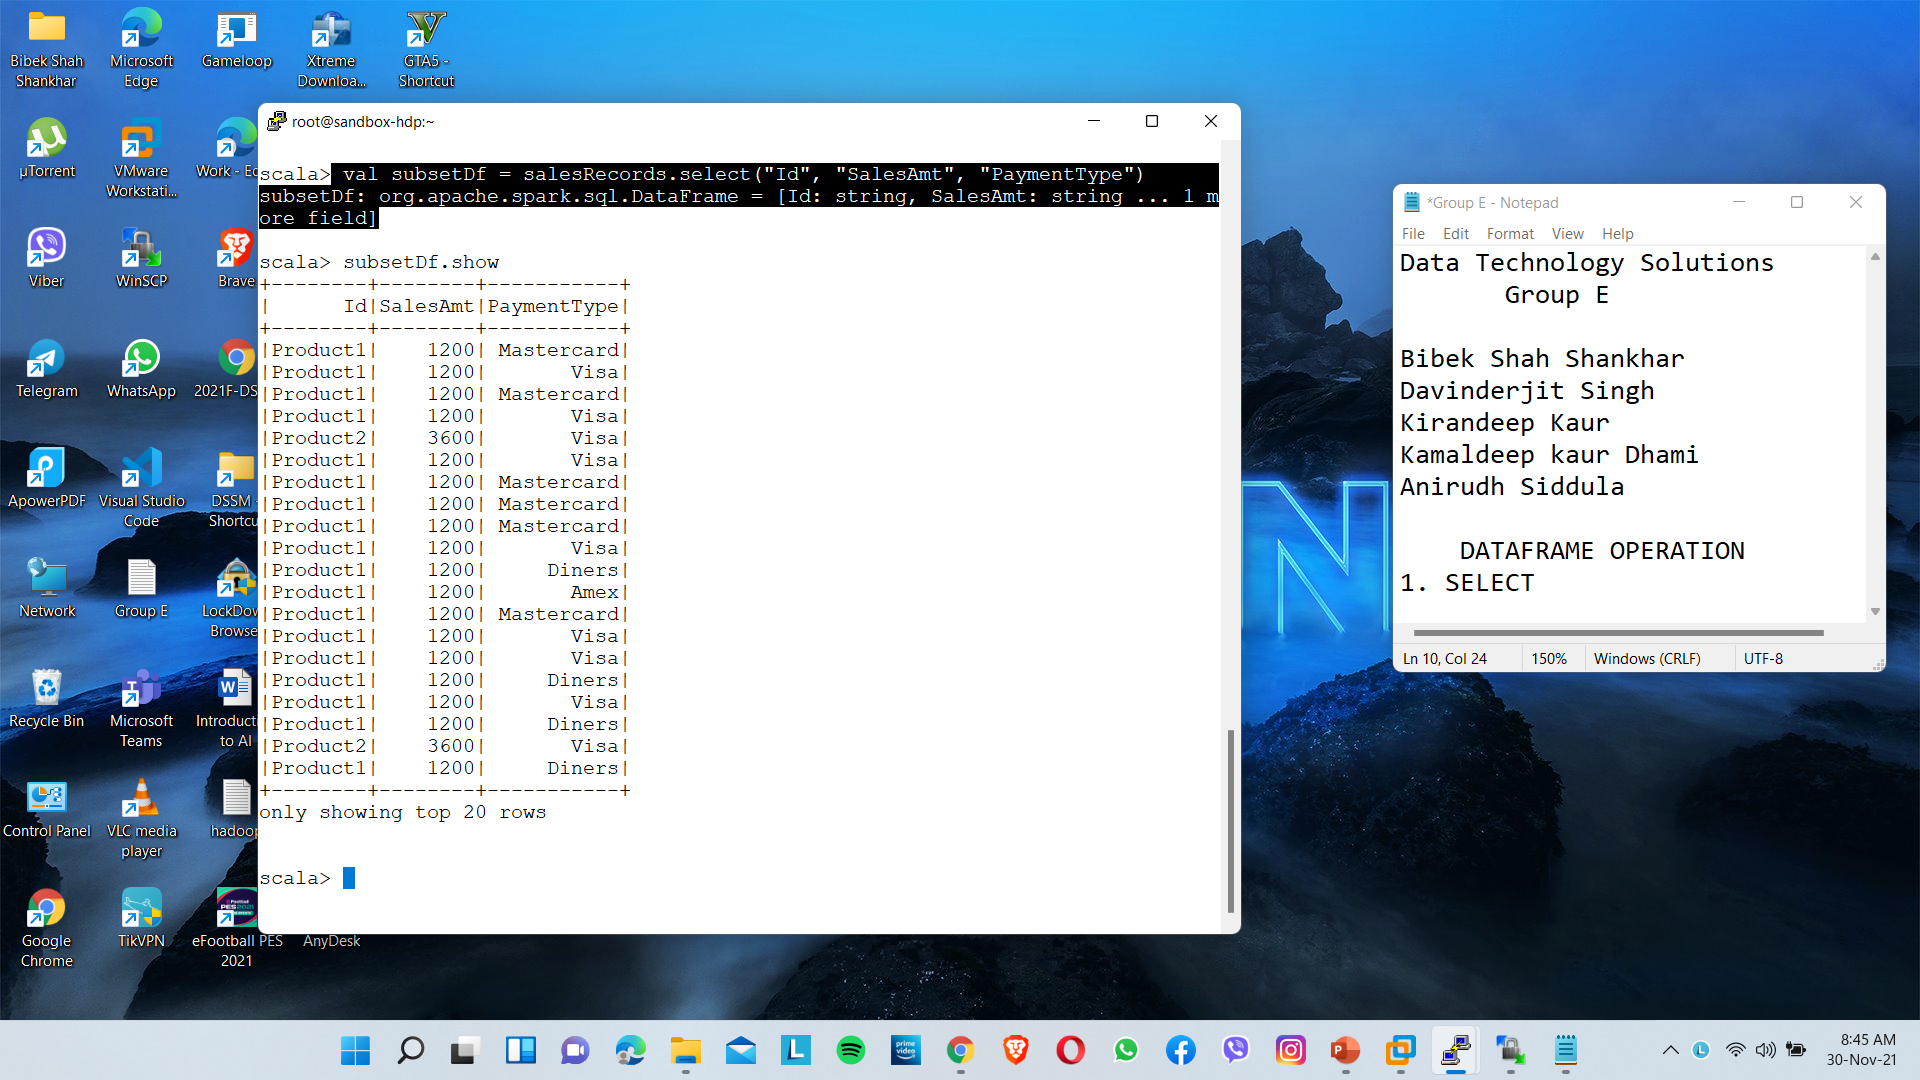 Bibek Shah
Shankhar
Microsoft
Edge
Gameloop
Xtreme
Downloa...
GTA5 -
Shortcut
µTorrent
VMware
Workstati...
Work - Ed
Viber
WinSCP
Brave
Telegram
WhatsApp
2021F-DS
ApowerPDF
Visual Studio
Code
DSSM -
Shortcu
Network
Group E
LockDow
Browse
Recycle Bin
Microsoft
Teams
Introduct
to AI
Control Panel
VLC media
player
hadoop
Google
Chrome
TikVPN
eFootball PES
2021
AnyDesk
root@sandbox-hdp:~
scala> val subsetDf = salesRecords.select("Id", "SalesAmt", "PaymentType")
subsetDf: org.apache.spark.sql.DataFrame = [Id: string, SalesAmt: string ... 1 m
ore field]
scala> subsetDf.show
+--------+--------+-----------+
|      Id|SalesAmt|PaymentType|
+--------+--------+-----------+
|Product1|    1200| Mastercard|
|Product1|    1200|       Visa|
|Product1|    1200| Mastercard|
|Product1|    1200|       Visa|
|Product2|    3600|       Visa|
|Product1|    1200|       Visa|
|Product1|    1200| Mastercard|
|Product1|    1200| Mastercard|
|Product1|    1200| Mastercard|
|Product1|    1200|       Visa|
|Product1|    1200|     Diners|
|Product1|    1200|       Amex|
|Product1|    1200| Mastercard|
|Product1|    1200|       Visa|
|Product1|    1200|       Visa|
|Product1|    1200|     Diners|
|Product1|    1200|       Visa|
|Product1|    1200|     Diners|
|Product2|    3600|       Visa|
|Product1|    1200|     Diners|
+--------+--------+-----------+
only showing top 20 rows
scala>
*Group E - Notepad
File Edit Format View Help
Data Technology Solutions
Group E
Bibek Shah Shankhar
Davinderjit Singh
Kirandeep Kaur
Kamaldeep kaur Dhami
Anirudh Siddula
DATAFRAME OPERATION
1. SELECT
Ln 10, Col 24 150% Windows (CRLF) UTF-8
N
prime
video
8:45 AM
30-Nov-21